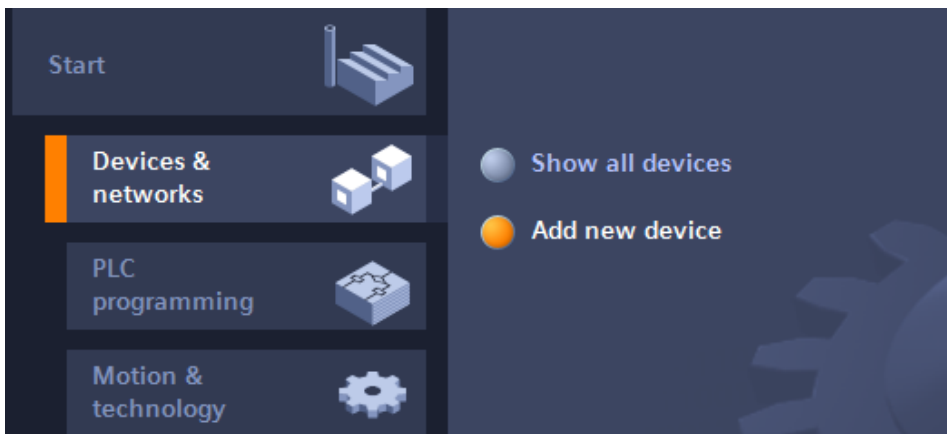 Start
Devices &
networks
PLC
programming
Motion &
technology
Show all devices
Add new device